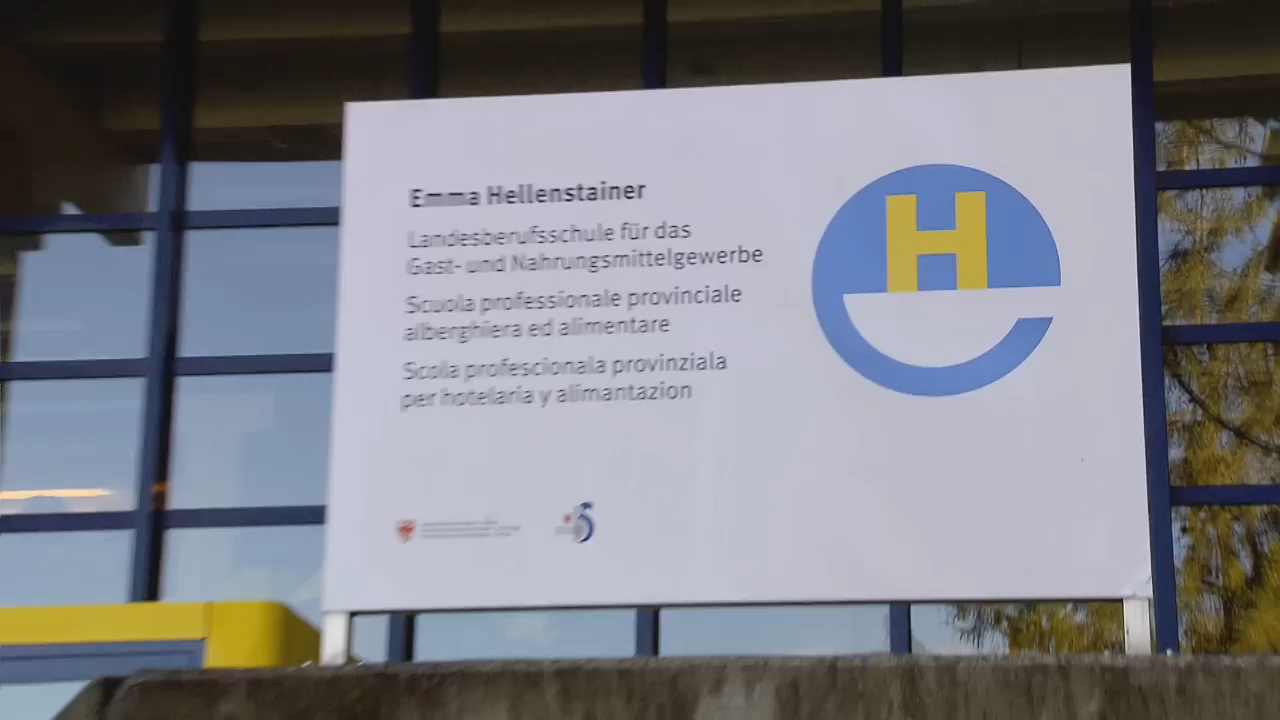 Emma Hellenstainer
Landesberufsschule für das
Gast- und Nahrungsmittelgewerbe
Scuola professionale provinciale
alberghiera ed alimentare
Scola profescionala provinziala
per hotelaria y alimantazion
H